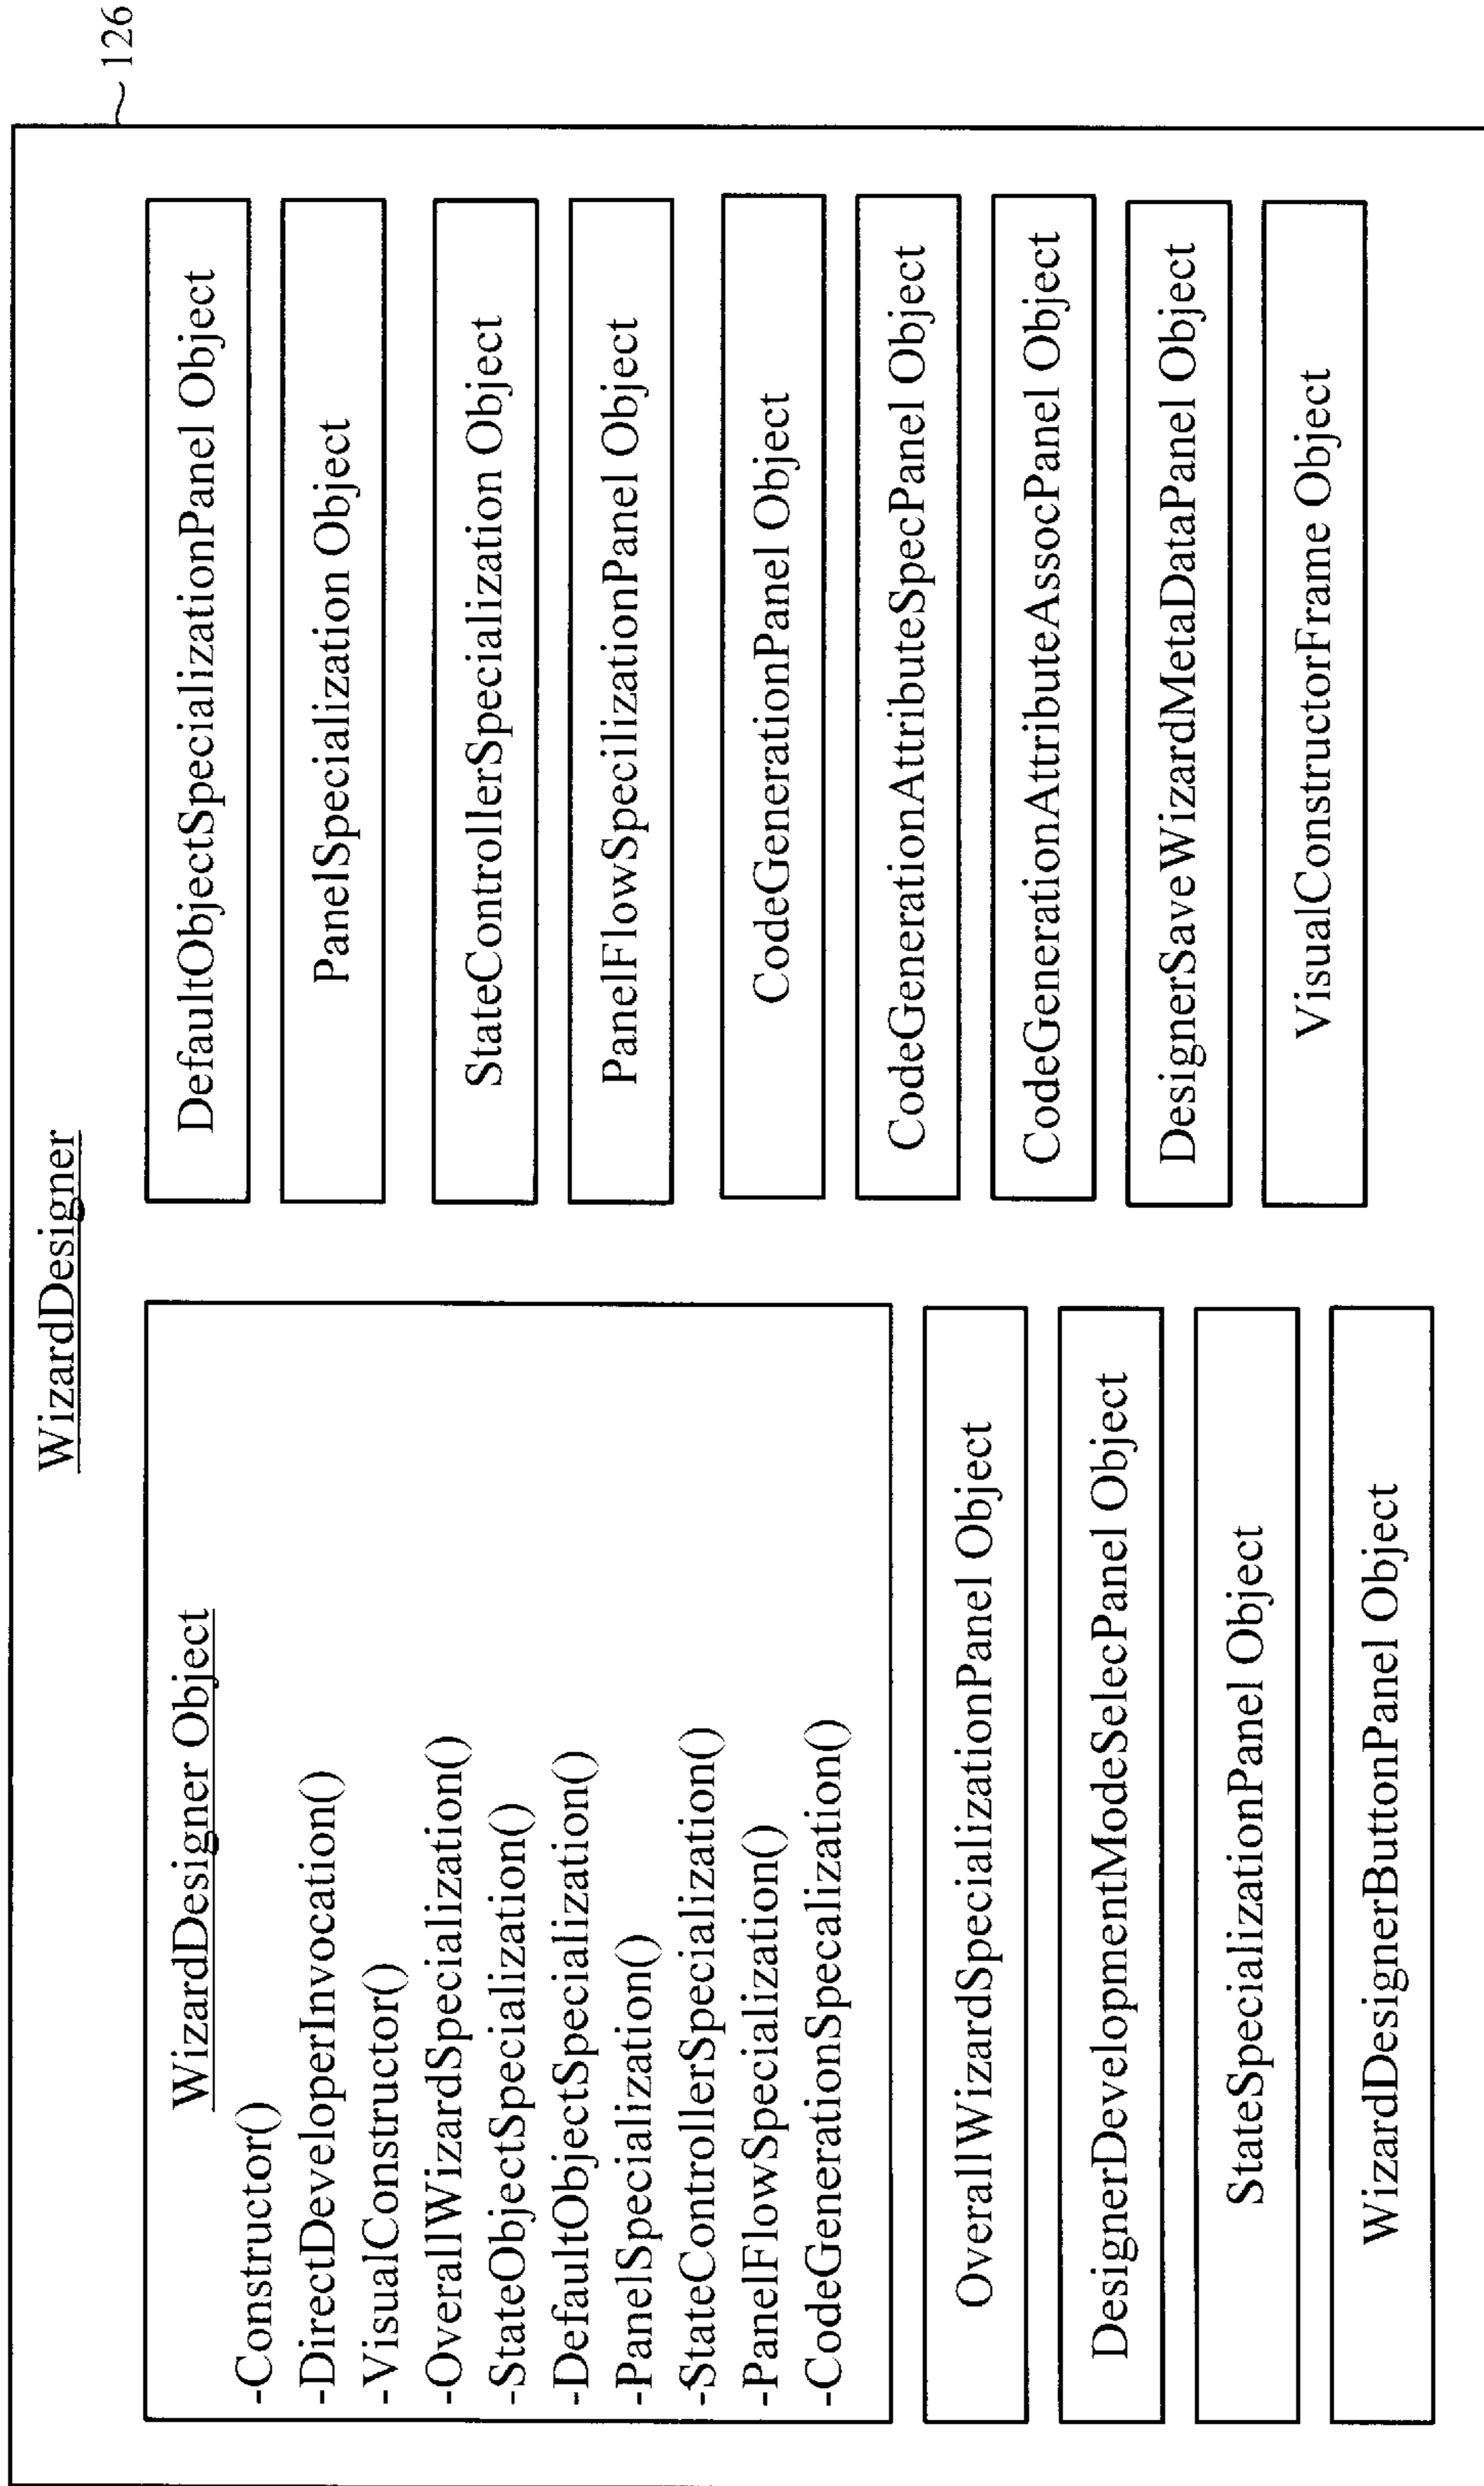 126
WizardDesigner
WizardDesigner Object
-Constructor()
-DirectDeveloperInvocation()
-VisualConstructor()
-OverallWizardSpecialization()
-StateObjectSpecialization()
-DefaultObjectSpecialization()
-PanelSpecialization()
-StateControllerSpecialization()
-PanelFlowSpecialization()
-CodeGenerationSpecalization()
OverallWizardSpecializationPanel Object
DesignerDevelopmentModeSelecPanel Object
StateSpecializationPanel Object
WizardDesignerButtonPanel Object
DefaultObjectSpecializationPanel Object
PanelSpecialization Object
StateControllerSpecialization Object
PanelFlowSpecilizationPanel Object
CodeGenerationPanel Object
CodeGenerationAttributeSpecPanel Object
CodeGenerationAttributeAssocPanel Object
DesignerSaveWizardMetaDataPanel Object
VisualConstructorFrame Object